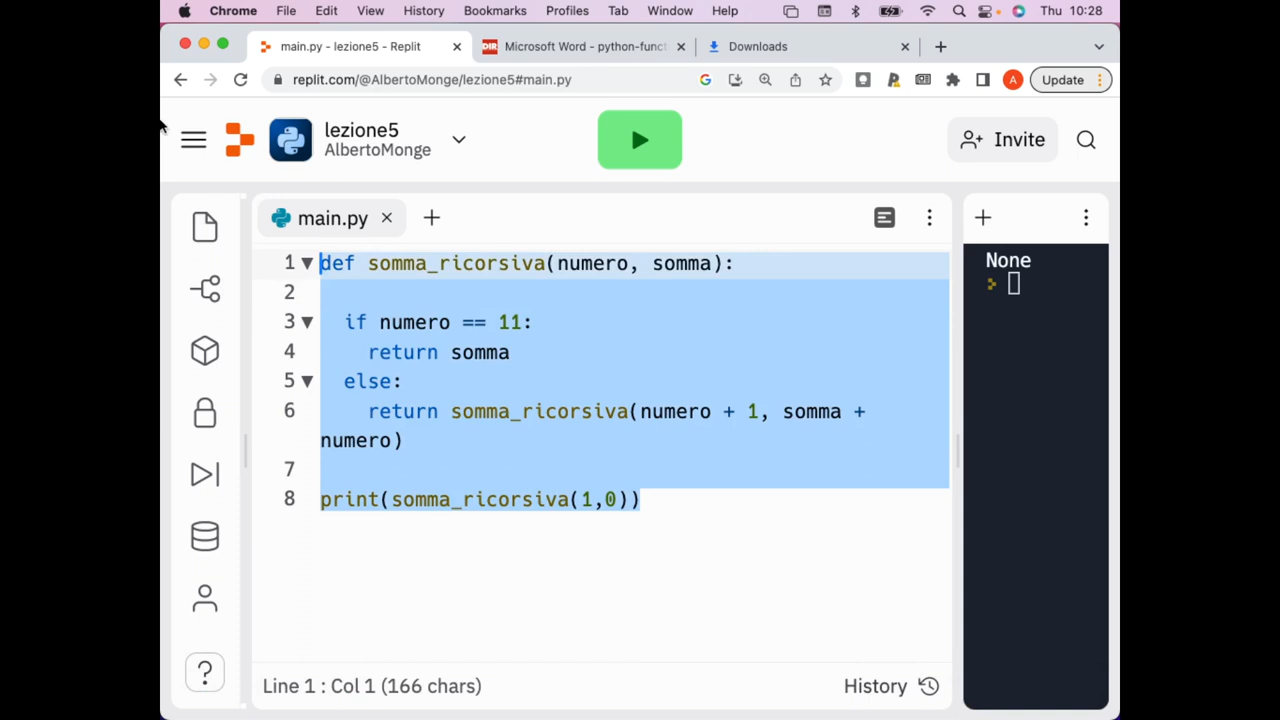 Chrome File Edit View History Bookmarks Profiles Tab Window Help Thu 10:28
main.py - lezione5 - Replit DIR Microsoft Word - python-funct Downloads
replit.com/@AlbertoMonge/lezione5#main.py A Update
lezione5
AlbertoMonge
Invite
main.py
1 def somma_ricorsiva(numero, somma):
2
3 if numero == 11:
4 return somma
5 else:
6 return somma_ricorsiva(numero + 1, somma +
numero)
7
8 print(somma_ricorsiva(1,0))
None
?
Line 1 : Col 1 (166 chars) History